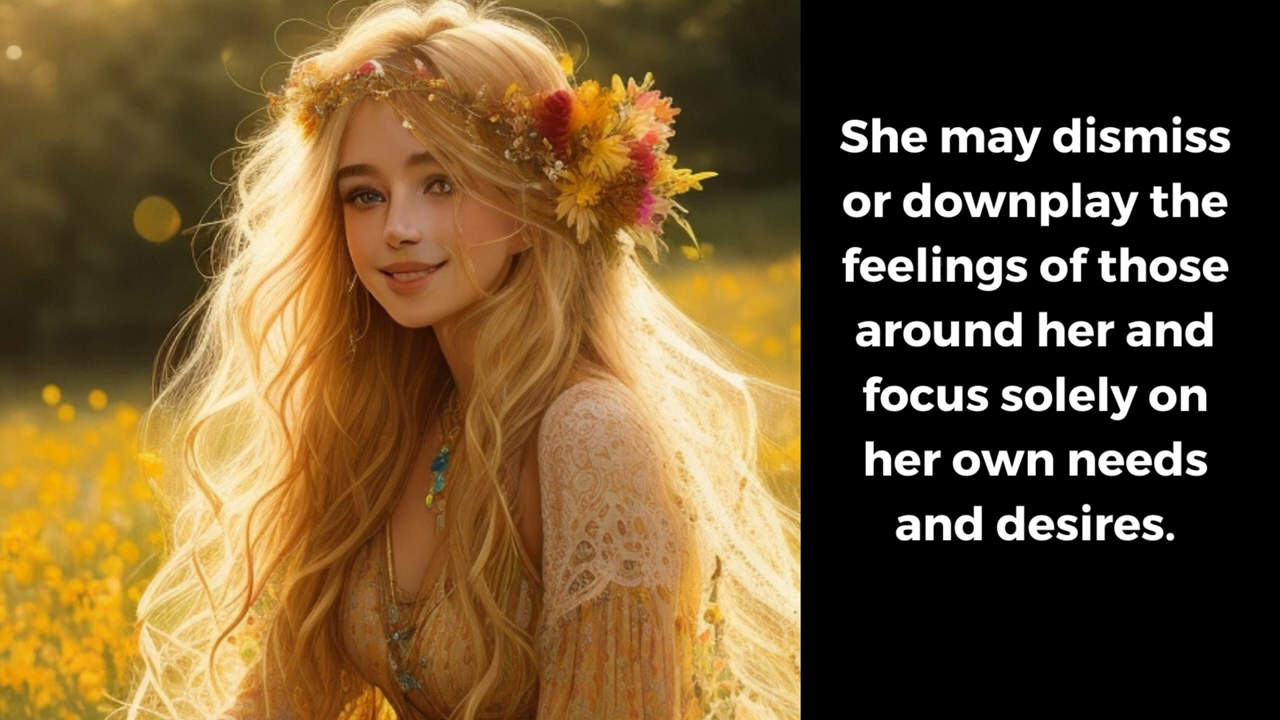 She may dismiss
or downplay the
feelings of those
around her and
focus solely on
her own needs
and desires.